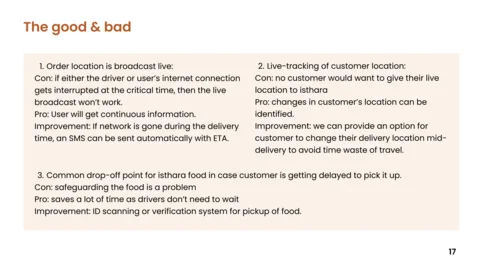 The good & bad
1. Order location is broadcast live:
Con: if either the driver or user's internet connection
gets interrupted at the critical time, then the live
broadcast won't work.
Pro: User will get continuous information.
Improvement: If network is gone during the delivery
time, an SMS can be sent automatically with ETA.
2. Live-tracking of customer location:
Con: no customer would want to give their live
location to isthara
Pro: changes in customer's location can be
identified.
Improvement: we can provide an option for
customer to change their delivery location mid-
delivery to avoid time waste of travel.
3. Common drop-off point for isthara food in case customer is getting delayed to pick it up.
Con: safeguarding the food is a problem
Pro: saves a lot of time as drivers don't need to wait
Improvement: ID scanning or verification system for pickup of food.
17